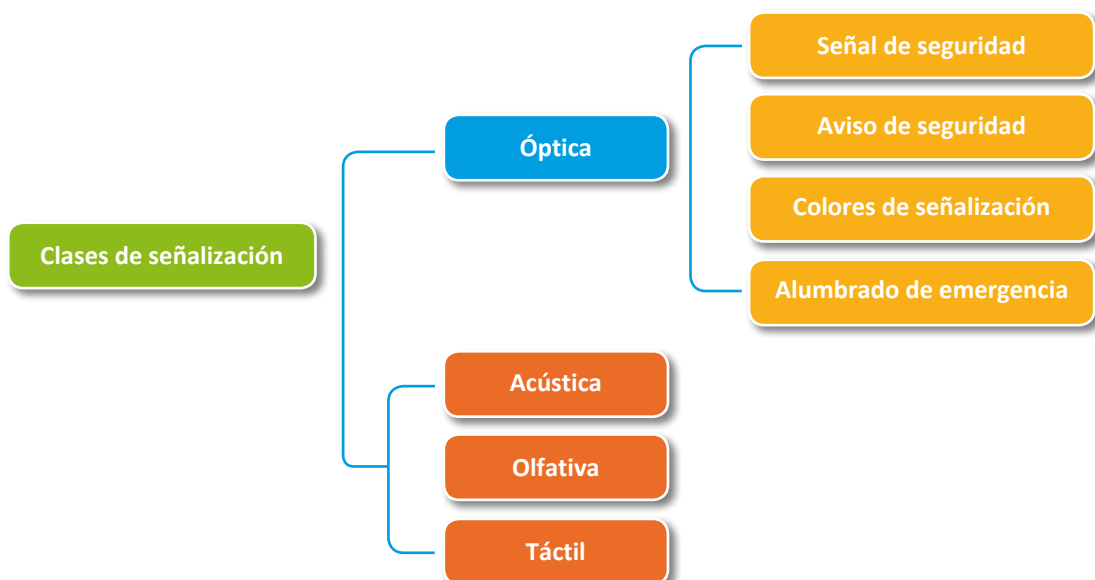 Clases de señalización
Óptica
Señal de seguridad
Aviso de seguridad
Colores de señalización
Alumbrado de emergencia
Acústica
Olfativa
Táctil